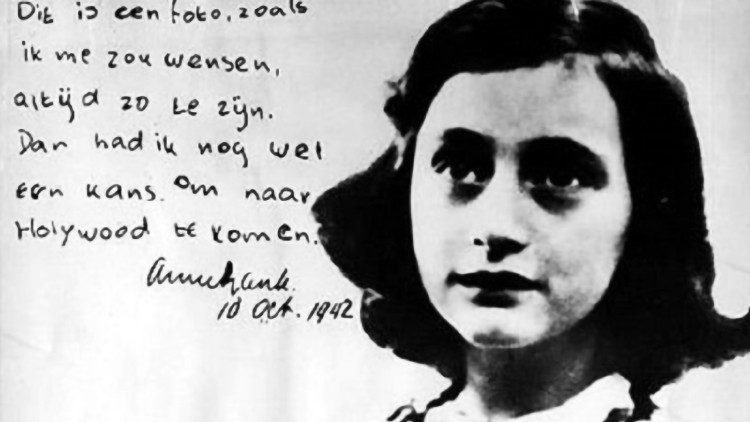 Dit is een foto, zoals
ik me zou wensen,
altijd zo te zijn.
Dan had ik nog wel
een kans om naar
Holywood te komen.
AnneFrank.
10 Oct. 1942